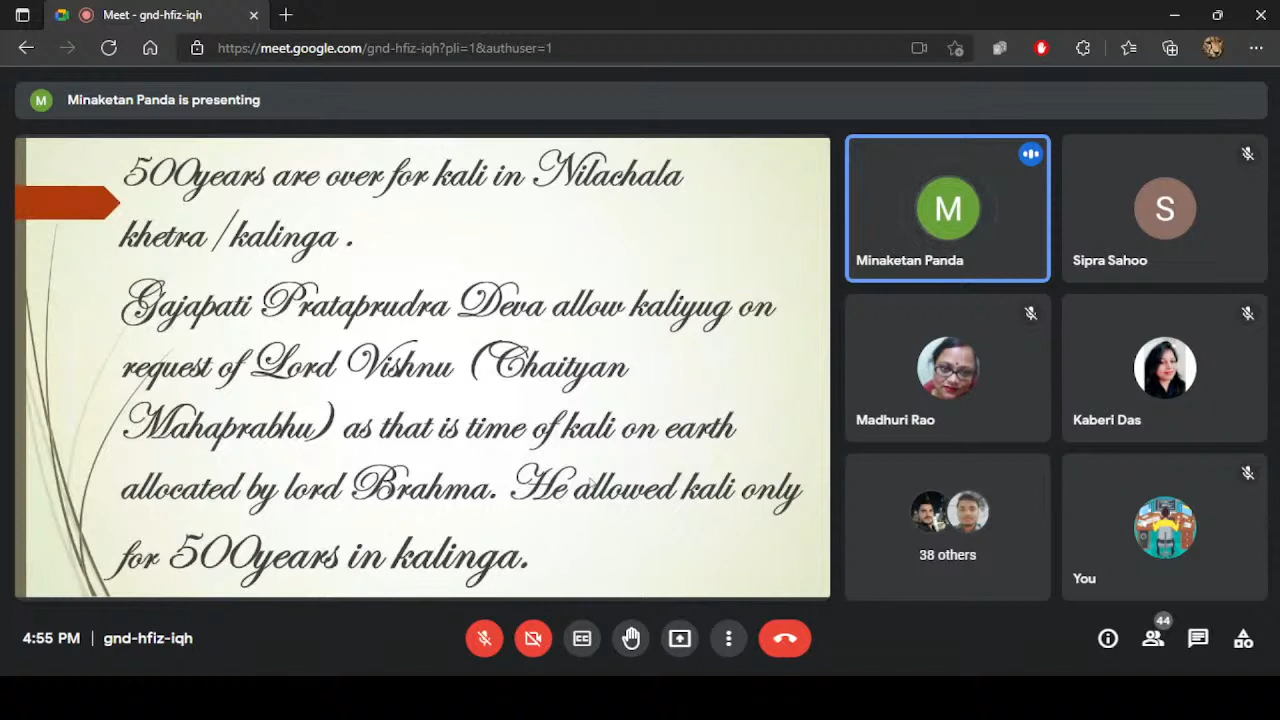 Meet - gnd-hfiz-iqh
https://meet.google.com/gnd-hfiz-iqh?pli=1&authuser=1
M
Minaketan Panda is presenting
500years are over for kali in Nilachala
khetra /kalinga .
Gajapati Prataprudra Deva allow kaliyug on
request of Lord Vishnu (Chaityan
Mahaprabhu) as that is time of kali on earth
allocated by lord Brahma. He allowed kali only
for 500years in kalinga.
M
Minaketan Panda
S
Sipra Sahoo
Madhuri Rao
Kaberi Das
38 others
You
4:55 PM | gnd-hfiz-iqh
CC
44